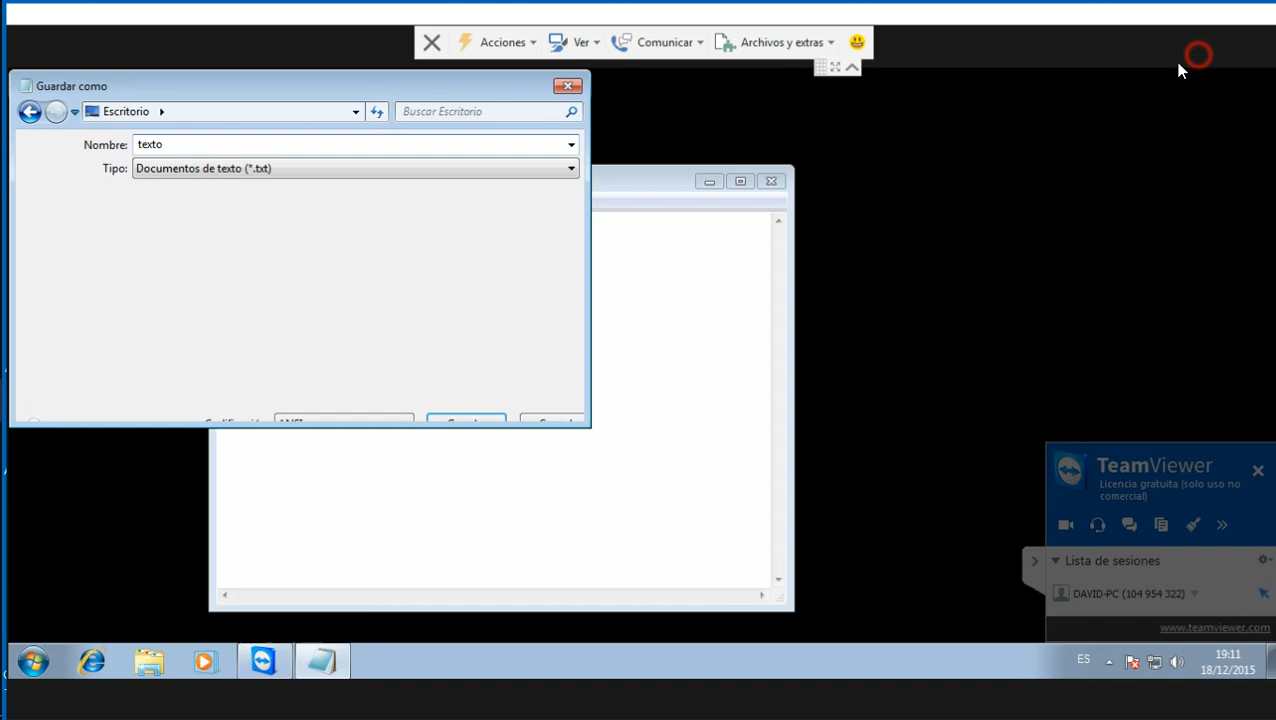 Acciones Ver Comunicar Archivos y extras
Guardar como
Escritorio Buscar Escritorio
Nombre: texto
Tipo: Documentos de texto (*.txt)
TeamViewer
Licencia gratuita (solo uso no
comercial)
Lista de sesiones
DAVID-PC (104 954 322)
www.teamviewer.com
ES
19:11
18/12/2015